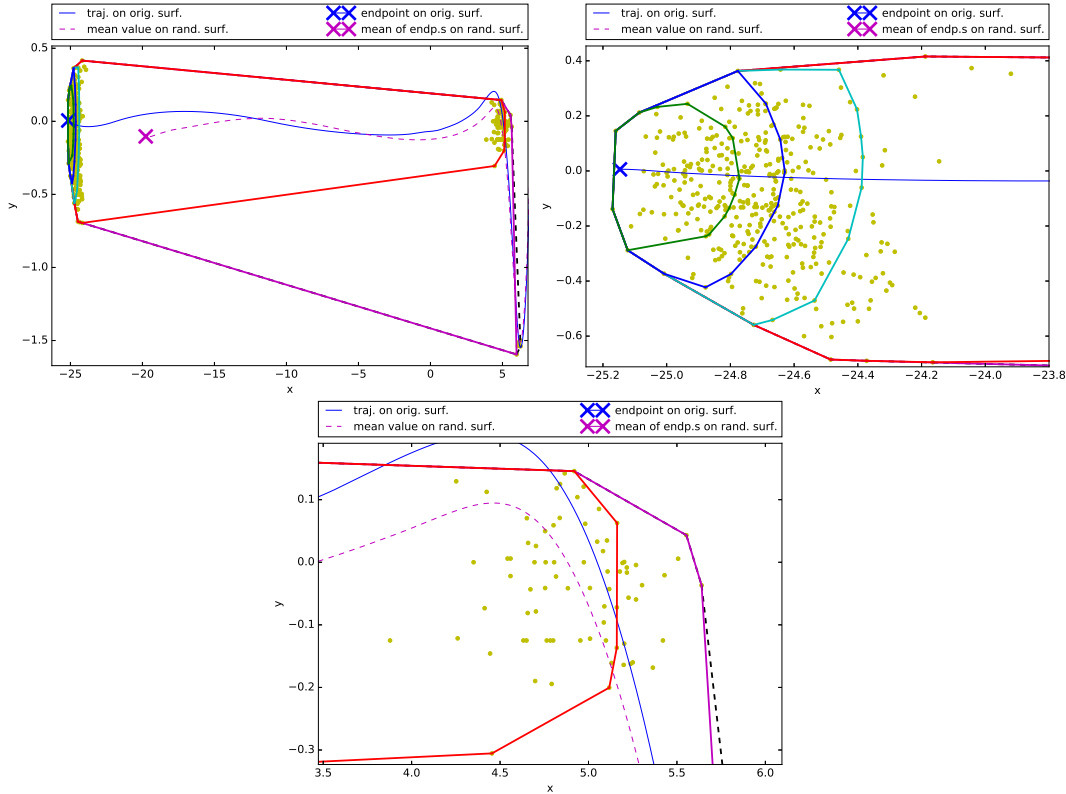 traj. on orig. surf.
mean value on rand. surf.
endpoint on orig. surf.
mean of endp.s on rand. surf.
0.5
0.0
−0.5
−1.0
−1.5
y
−25
−20
−15
−10
−5
0
5
x
traj. on orig. surf.
mean value on rand. surf.
endpoint on orig. surf.
mean of endp.s on rand. surf.
0.4
0.2
0.0
−0.2
−0.4
−0.6
y
−25.2
−25.0
−24.8
−24.6
−24.4
−24.2
−24.0
−23.8
x
traj. on orig. surf.
mean value on rand. surf.
endpoint on orig. surf.
mean of endp.s on rand. surf.
0.1
0.0
−0.1
−0.2
−0.3
y
3.5
4.0
4.5
5.0
5.5
6.0
x